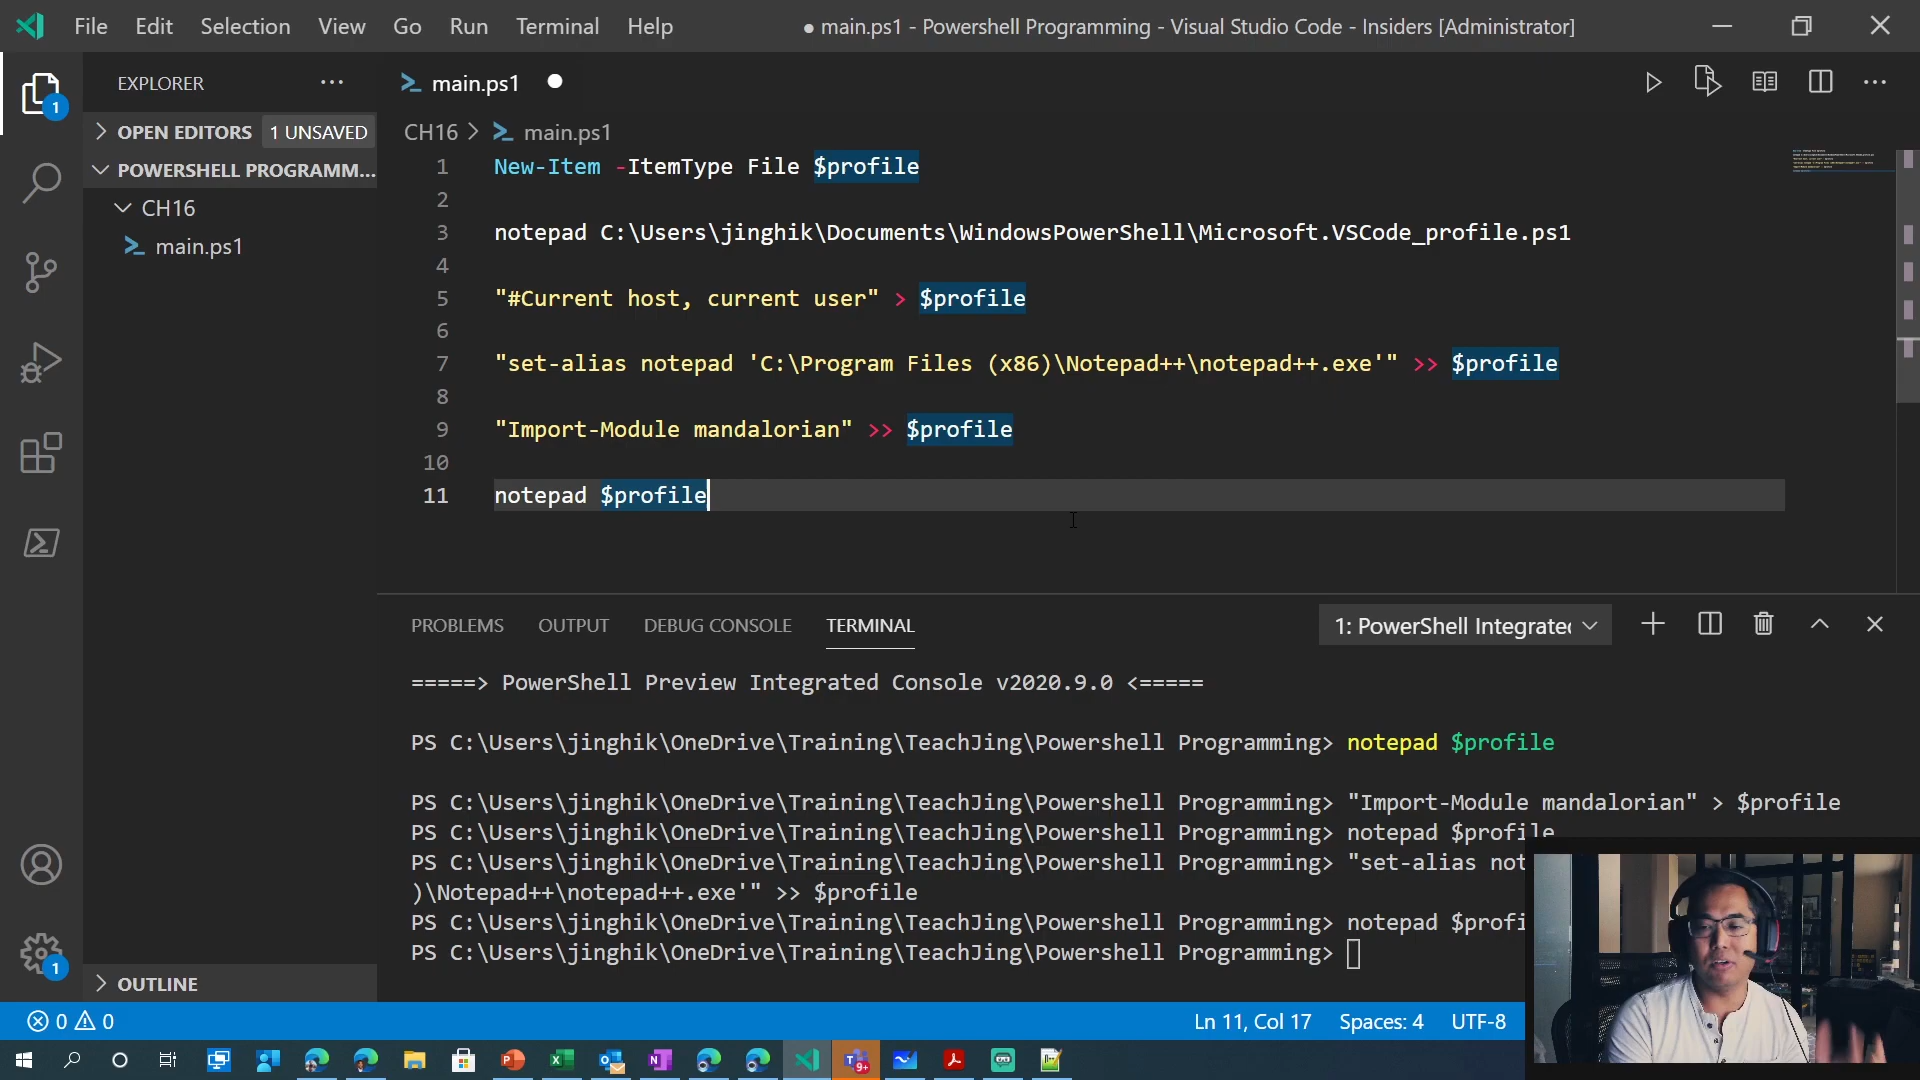 File Edit Selection View Go Run Terminal Help
● main.ps1 - Powershell Programming - Visual Studio Code - Insiders [Administrator]
EXPLORER ···
OPEN EDITORS 1 UNSAVED
POWERSHELL PROGRAMM...
CH16
main.ps1
OUTLINE
1
1
main.ps1
CH16 > main.ps1
1 New-Item -ItemType File $profile
2
3 notepad C:\Users\jinghik\Documents\WindowsPowerShell\Microsoft.VSCode_profile.ps1
4
5 "#Current host, current user" > $profile
6
7 "set-alias notepad 'C:\Program Files (x86)\Notepad++\notepad++.exe'" >> $profile
8
9 "Import-Module mandalorian" >> $profile
10
11 notepad $profile
PROBLEMS OUTPUT DEBUG CONSOLE TERMINAL
1: PowerShell Integrated
=====> PowerShell Preview Integrated Console v2020.9.0 <=====
PS C:\Users\jinghik\OneDrive\Training\TeachJing\Powershell Programming> notepad $profile
PS C:\Users\jinghik\OneDrive\Training\TeachJing\Powershell Programming> "Import-Module mandalorian" > $profile
PS C:\Users\jinghik\OneDrive\Training\TeachJing\Powershell Programming> notepad $profile
PS C:\Users\jinghik\OneDrive\Training\TeachJing\Powershell Programming> "set-alias not
)\Notepad++\notepad++.exe'" >> $profile
PS C:\Users\jinghik\OneDrive\Training\TeachJing\Powershell Programming> notepad $profi
PS C:\Users\jinghik\OneDrive\Training\TeachJing\Powershell Programming>
0 0
Ln 11, Col 17 Spaces: 4 UTF-8
9+